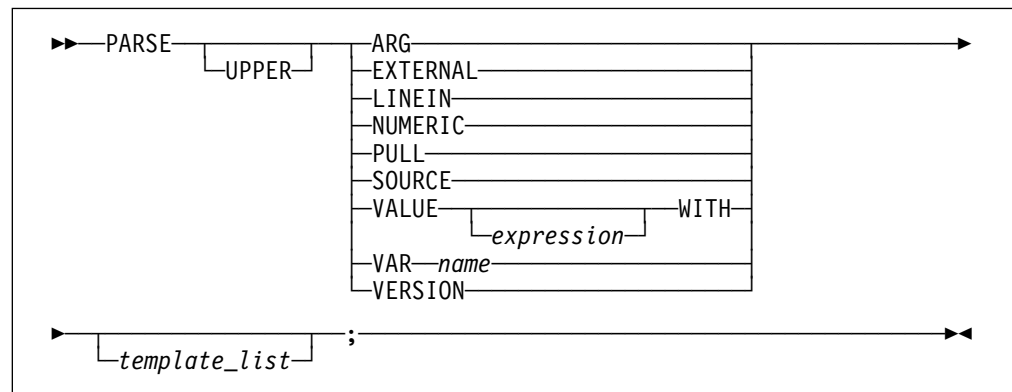 PARSE ARG
UPPER EXTERNAL
LINEIN
NUMERIC
PULL
SOURCE
VALUE WITH
expression
VAR name
VERSION
;
template_list